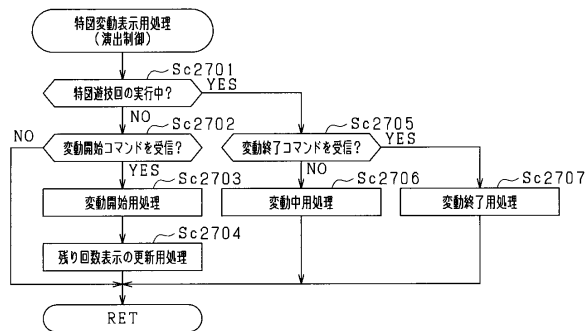 特図変動表示用処理
(演出制御)
Sc2701
特図遊技回の実行中?
YES
NO
Sc2702
変動開始コマンドを受信?
NO
YES
Sc2705
変動終了コマンドを受信?
YES
NO
Sc2703
変動開始用処理
Sc2706
変動中用処理
Sc2707
変動終了用処理
Sc2704
残り回数表示の更新用処理
RET